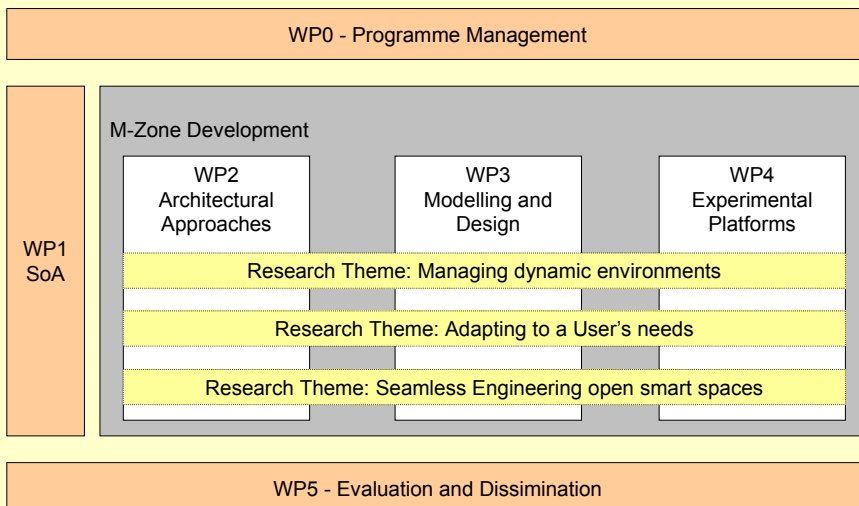 WP0 - Programme Management
WP1
SoA
M-Zone Development
WP2
Architectural
Approaches
WP3
Modelling and
Design
WP4
Experimental
Platforms
Research Theme: Managing dynamic environments
Research Theme: Adapting to a User's needs
Research Theme: Seamless Engineering open smart spaces
WP5 - Evaluation and Dissimination